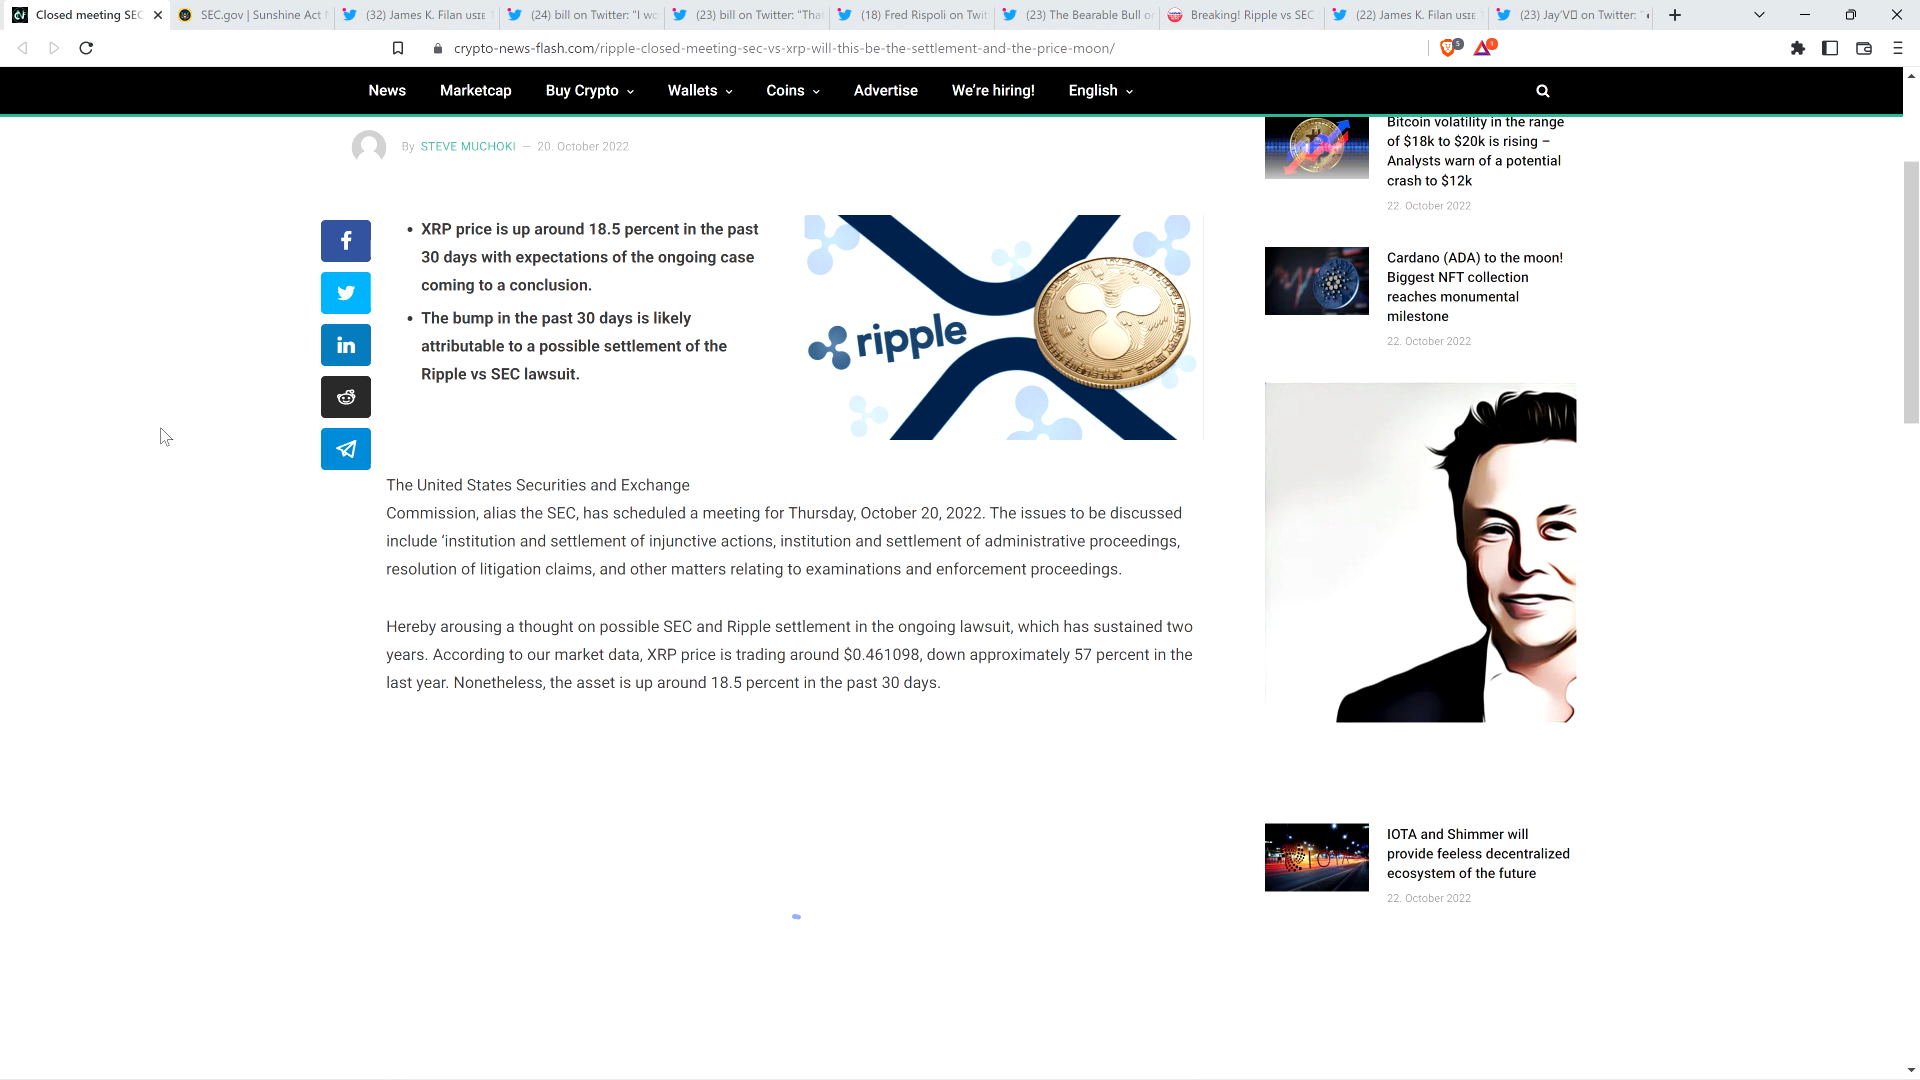 Closed meeting SEC
SEC.gov | Sunshine Act
(32) James K. Filan
(24) bill on Twitter: "I wo
(23) bill on Twitter: "Tha
(18) Fred Rispoli on Twit
(23) The Bearable Bull o
Breaking! Ripple vs SEC
(22) James K. Filan
(23) Jay'V on Twitter: "
crypto-news-flash.com/ripple-closed-meeting-sec-vs-xrp-will-this-be-the-settlement-and-the-price-moon/
5
1
News Marketcap Buy Crypto Wallets Coins Advertise We're hiring! English
By STEVE MUCHOKI — 20. October 2022
• XRP price is up around 18.5 percent in the past
30 days with expectations of the ongoing case
coming to a conclusion.
• The bump in the past 30 days is likely
attributable to a possible settlement of the
Ripple vs SEC lawsuit.
ripple
The United States Securities and Exchange
Commission, alias the SEC, has scheduled a meeting for Thursday, October 20, 2022. The issues to be discussed
include ‘institution and settlement of injunctive actions, institution and settlement of administrative proceedings,
resolution of litigation claims, and other matters relating to examinations and enforcement proceedings.
Hereby arousing a thought on possible SEC and Ripple settlement in the ongoing lawsuit, which has sustained two
years. According to our market data, XRP price is trading around $0.461098, down approximately 57 percent in the
last year. Nonetheless, the asset is up around 18.5 percent in the past 30 days.
Bitcoin volatility in the range
of $18k to $20k is rising –
Analysts warn of a potential
crash to $12k
22. October 2022
Cardano (ADA) to the moon!
Biggest NFT collection
reaches monumental
milestone
22. October 2022
IOTA and Shimmer will
provide feeless decentralized
ecosystem of the future
22. October 2022